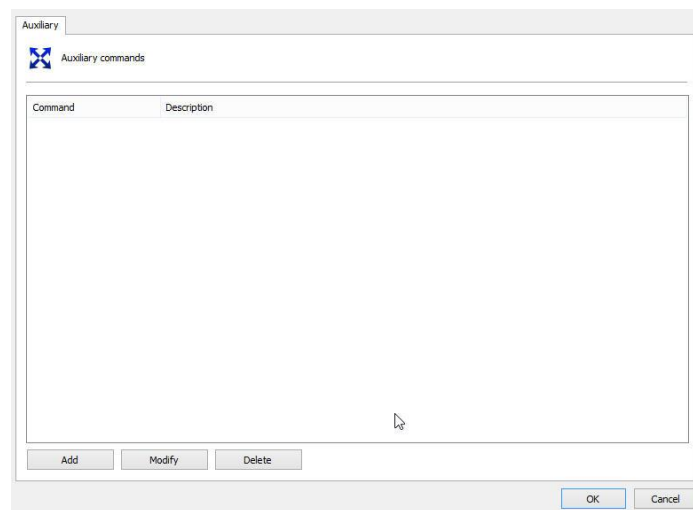 Auxiliary
Auxiliary commands
Command Description
Add Modify Delete
OK Cancel